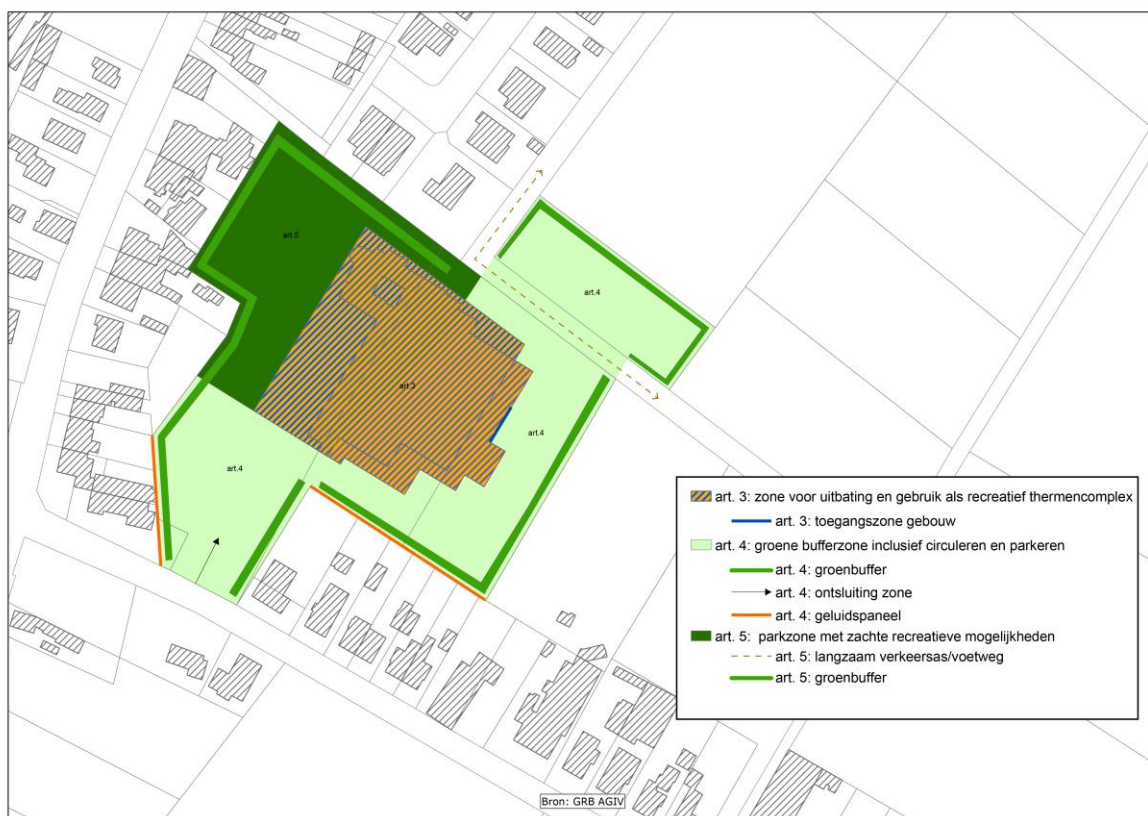 art.5
art.4
art 3
art.4
art.4
art. 3: zone voor uitbating en gebruik als recreatief thermencomplex
art. 3: toegangszone gebouw
art. 4: groene bufferzone inclusief circuleren en parkeren
art. 4: groenbuffer
art. 4: ontsluiting zone
art. 4: geluidspaneel
art. 5: parkzone met zachte recreatieve mogelijkheden
art. 5: langzaam verkeersas/voetweg
art. 5: groenbuffer
Bron: GRB AGIV